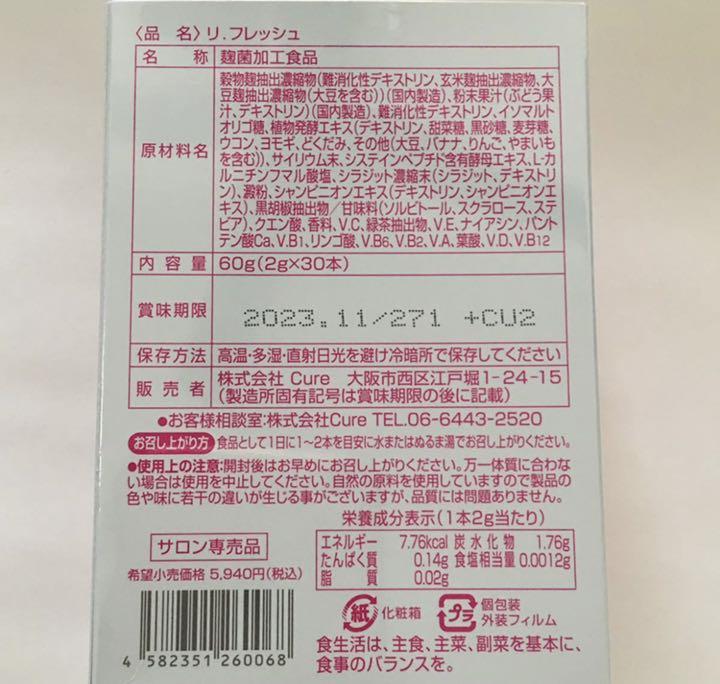 〈品 名〉リ.フレッシュ
名 称 麹菌加工食品
原材料名
穀物麹抽出濃縮物(難消化性デキストリン、玄米麹抽出濃縮物、大
豆麹抽出濃縮物(大豆を含む))(国内製造)、粉末果汁(ぶどう果
汁、デキストリン)(国内製造)、難消化性デキストリン、イソマルト
オリゴ糖、植物発酵エキス(デキストリン、甜菜糖、黒砂糖、麦芽糖、
ウコン、ヨモギ、どくだみ、その他(大豆、バナナ、りんご、やまいも
を含む))、サイリウム末、システインペプチド含有酵母エキス、L-カ
ルニチンフマル酸塩、シラジット濃縮末(シラジット、デキストリ
ン)、澱粉、シャンピニオンエキス(デキストリン、シャンピニオンエ
キス)、黒胡椒抽出物/甘味料(ソルビトール、スクラロース、ステ
ビア)、クエン酸、香料、V.C、緑茶抽出物、V.E、ナイアシン、パント
テン酸Ca、V.B1、リンゴ酸、V.B6、V.B2、V.A、葉酸、V.D、V.B12
内容量 60g(2g×30本)
賞味期限 2023.11/271 +CU2
保存方法 高温・多湿・直射日光を避け冷暗所で保存してください
販売者 株式会社 Cure 大阪市西区江戸堀1-24-15
(製造所固有記号は賞味期限の後に記載)
●お客様相談室:株式会社Cure TEL.06-6443-2520
お召し上がり方 食品として1日に1~2本を目安に水またはぬるま湯でお召し上がりください。
●使用上の注意:開封後はお早めにお召し上がりください。万一体質に合わな
い場合は使用を中止してください。自然の原料を使用していますので製品の
色や味に若干の違いが生じる事がございますが、品質には問題ありません。
栄養成分表示(1本2g当たり)
エネルギー 7.76kcal 炭水化物 1.76g
たんぱく質 0.14g 食塩相当量 0.0012g
脂質 0.02g
サロン専売品
希望小売価格 5,940円(税込)
4 582351 260068
紙 化粧箱
プラ 個包装
外装フィルム
食生活は、主食、主菜、副菜を基本に、
食事のバランスを。